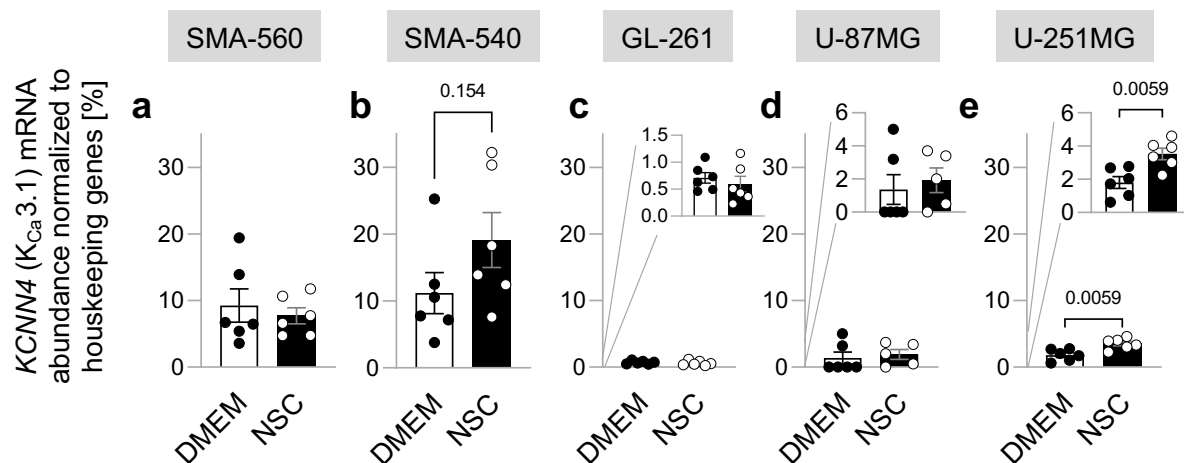 SMA-560
SMA-540
GL-261
U-87MG
U-251MG
KCNN4 (KCa3.1) mRNA
abundance normalized to
houskeeping genes [%]
a
30
20
10
0
DMEM
NSC
b
0.154
30
20
10
0
DMEM
NSC
c
30
20
10
0
1.5
1.0
0.5
0.0
DMEM
NSC
d
30
20
10
0
6
4
2
0
DMEM
NSC
e
30
20
10
0
0.0059
6
4
2
0
0.0059
DMEM
NSC